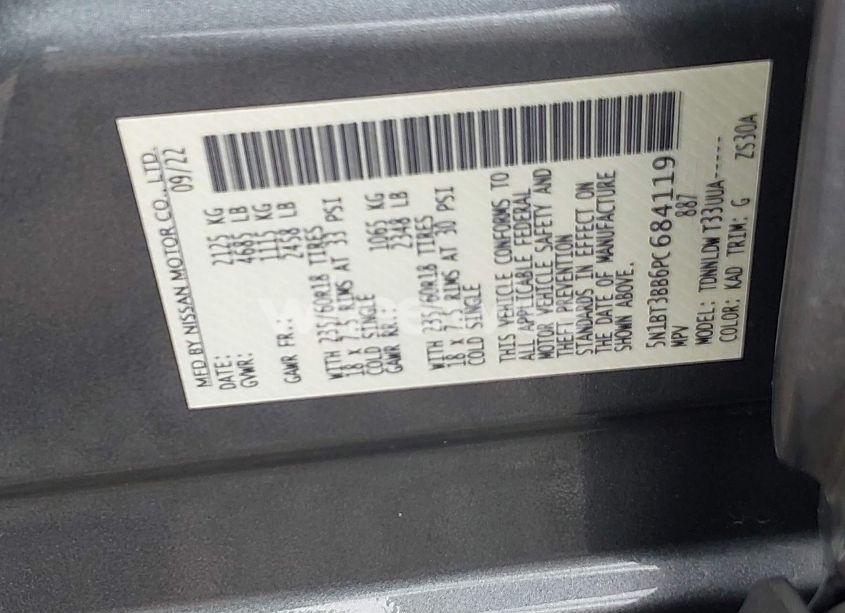 MFD BY NISSAN MOTOR CO., LTD.
DATE: 09/22
GVWR: 2125 KG
4685 LB
GAWR FR.: 1115 KG
2458 LB
WITH 235/60R18 TIRES
18 X 7.5 RIMS AT 33 PSI
COLD SINGLE
GAWR RR.: 1065 KG
2348 LB
WITH 235/60R18 TIRES
18 X 7.5 RIMS AT 30 PSI
COLD SINGLE
THIS VEHICLE CONFORMS TO
ALL APPLICABLE FEDERAL
MOTOR VEHICLE SAFETY AND
THEFT PREVENTION
STANDARDS IN EFFECT ON
THE DATE OF MANUFACTURE
SHOWN ABOVE.
5N1BT3BB6PC684119
MPV 887
MODEL: TDNNLDW T33UUA-----
COLOR: KAD TRIM: G ZS30A